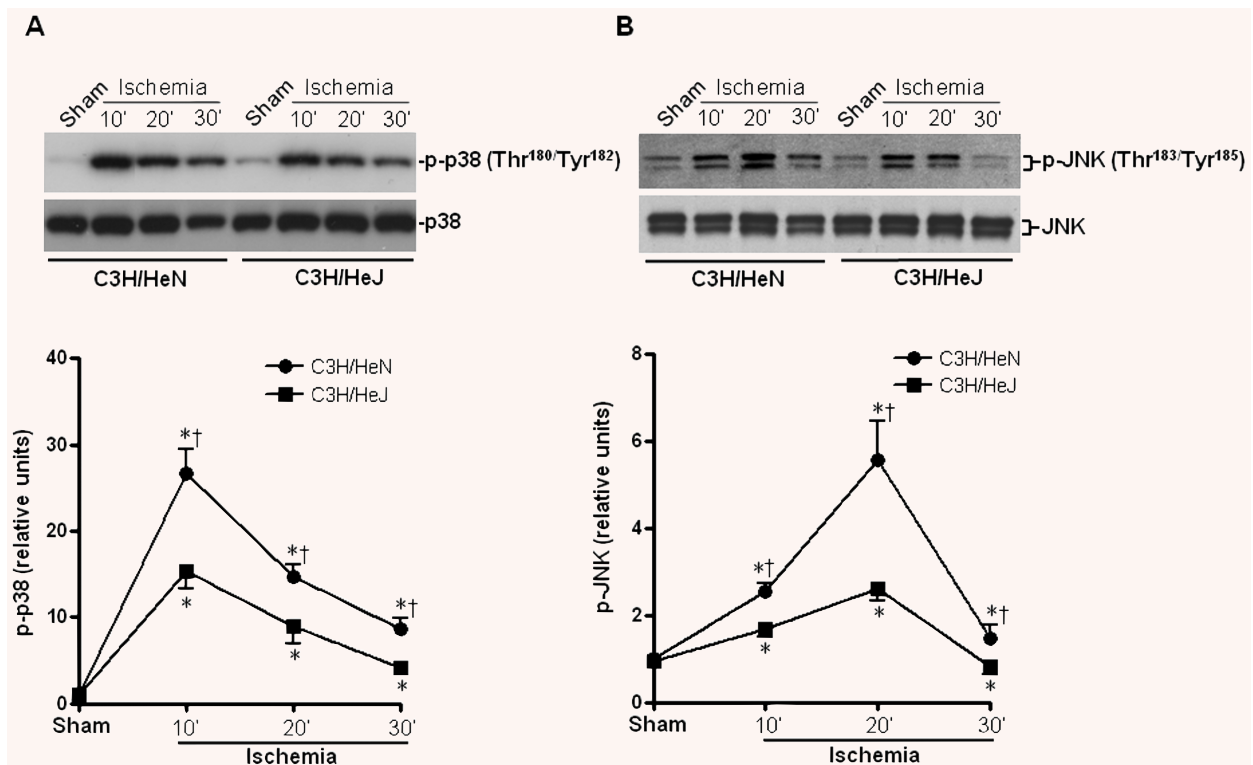 A
Sham Ischemia Sham Ischemia
10' 20' 30' 10' 20' 30'
-p-p38 (Thr180/Tyr182)
-p38
C3H/HeN C3H/HeJ
40
30
20
10
0
p-p38 (relative units)
C3H/HeN
C3H/HeJ
*†
*†
*†
*
*
*
Sham 10' 20' 30'
Ischemia
B
Sham Ischemia Sham Ischemia
10' 20' 30' 10' 20' 30'
p-JNK (Thr183/Tyr185)
JNK
C3H/HeN C3H/HeJ
8
6
4
2
0
p-JNK (relative units)
C3H/HeN
C3H/HeJ
*†
*†
*†
*
*
*
Sham 10' 20' 30'
Ischemia